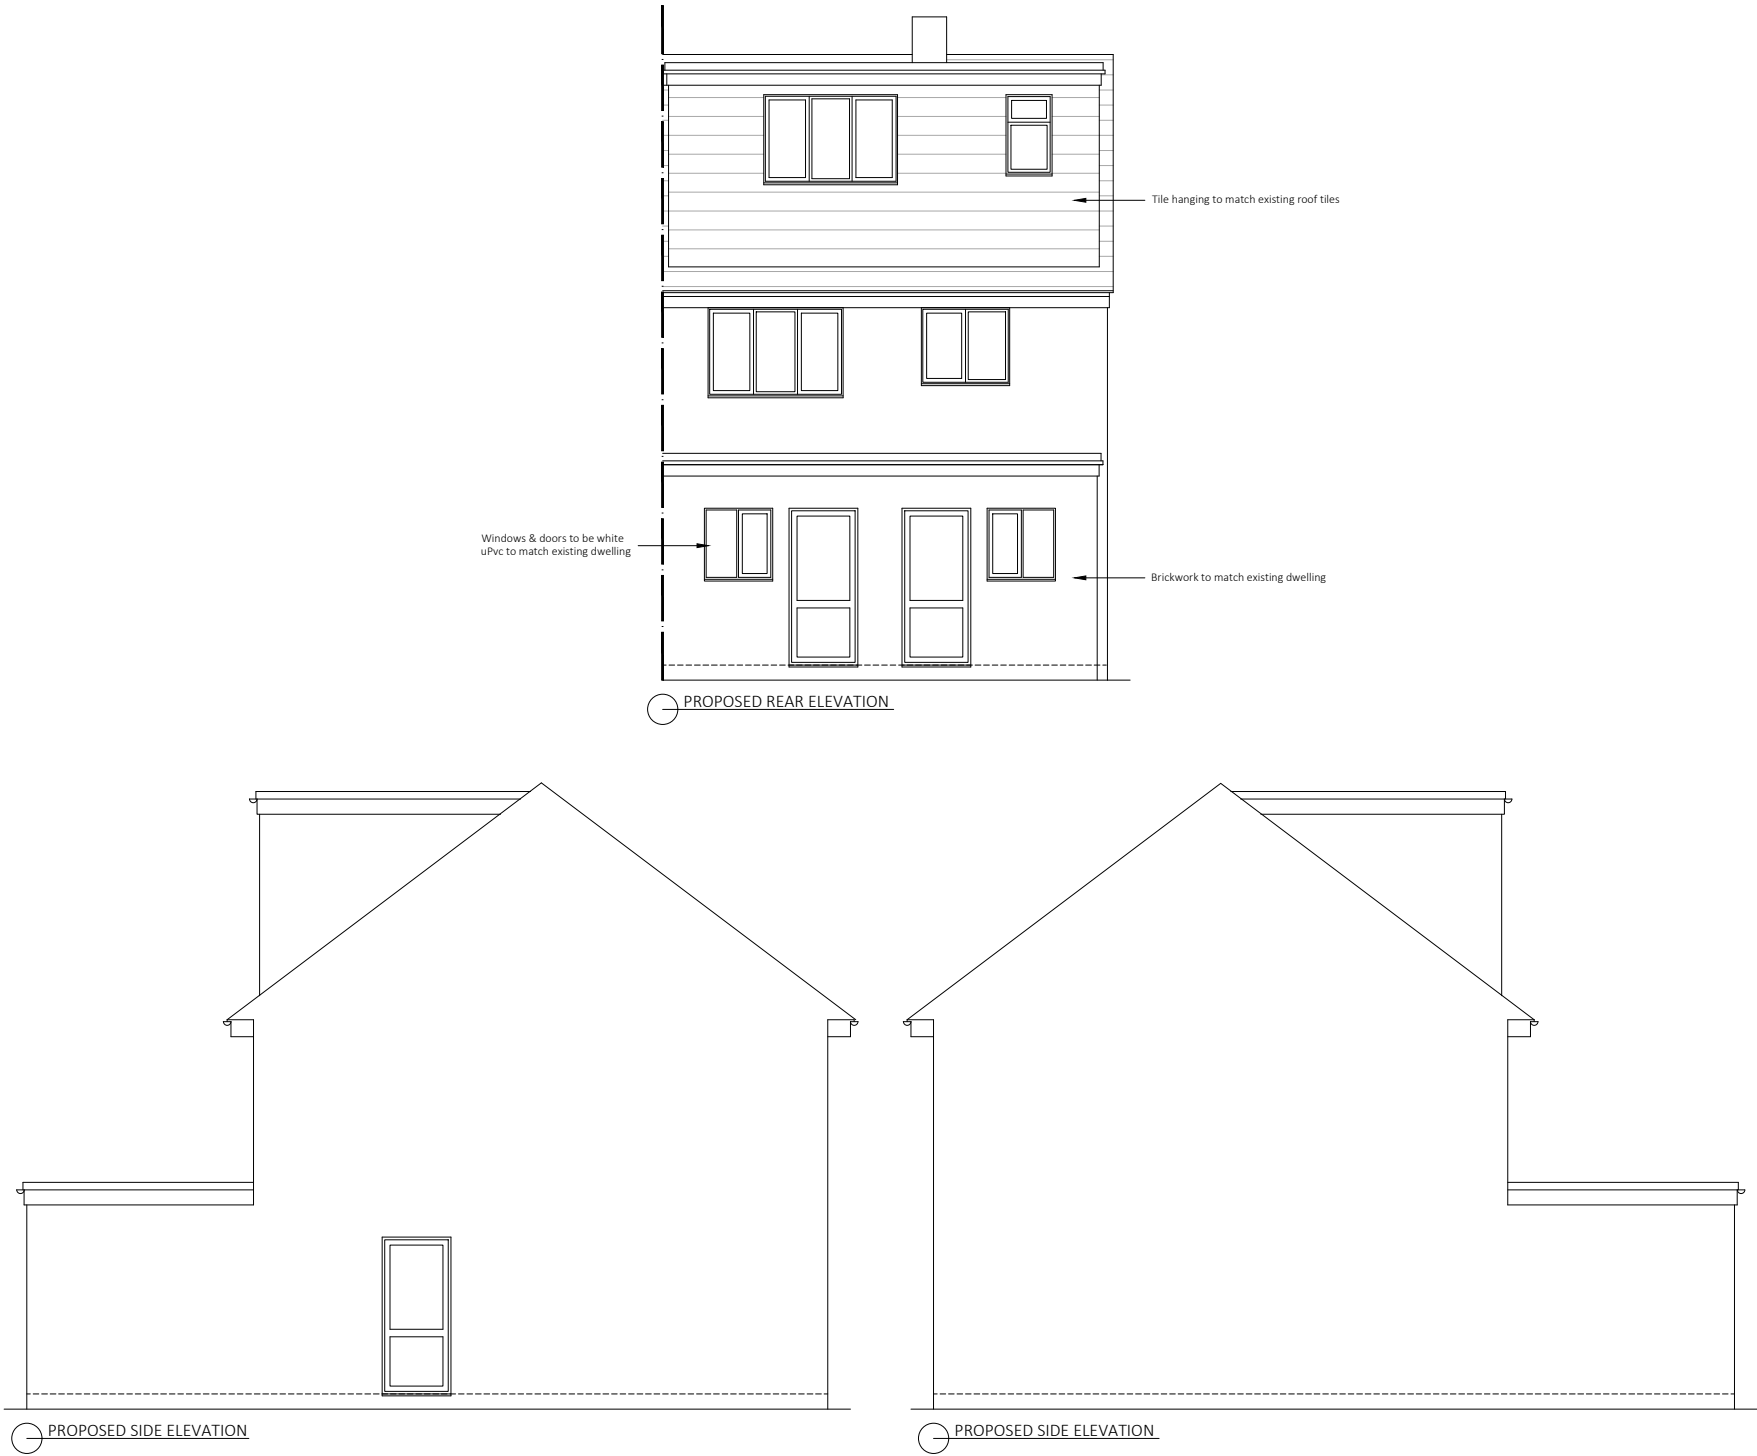 Tile hanging to match existing roof tiles
Windows & doors to be white
uPvc to match existing dwelling
Brickwork to match existing dwelling
PROPOSED REAR ELEVATION
PROPOSED SIDE ELEVATION
PROPOSED SIDE ELEVATION